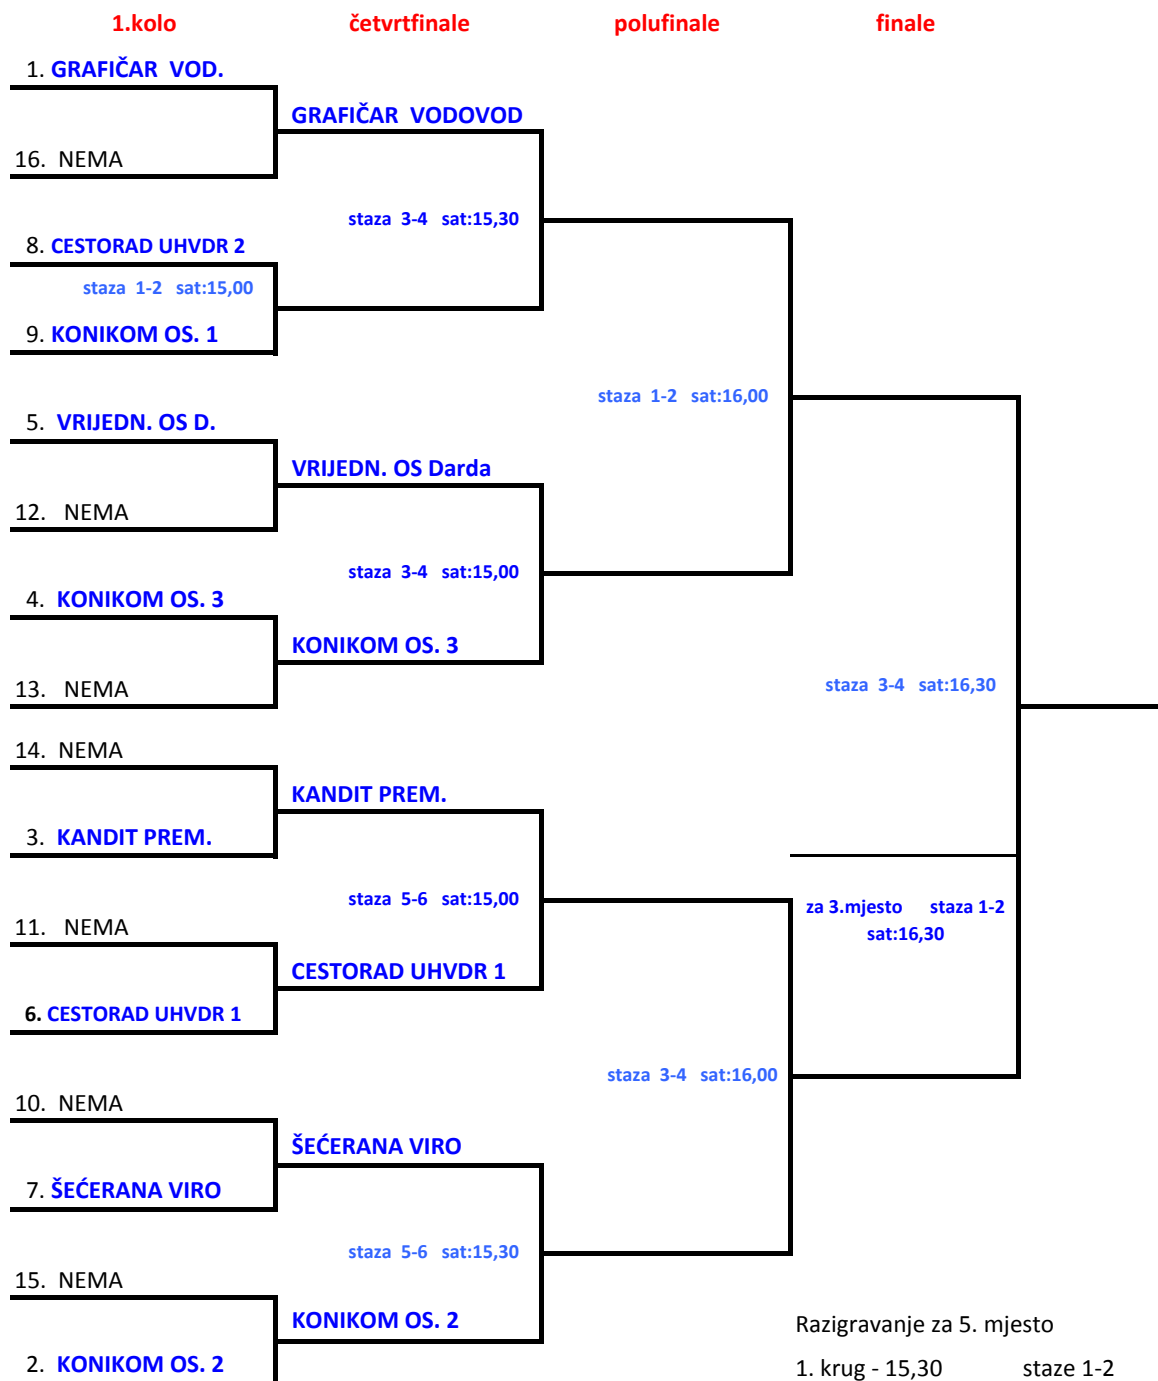 1.kolo četvrtfinale polufinale finale
1. GRAFIČAR VOD.
GRAFIČAR VODOVOD
16. NEMA
staza 3-4 sat:15,30
8. CESTORAD UHVDR 2
staza 1-2 sat:15,00
9. KONIKOM OS. 1
staza 1-2 sat:16,00
5. VRIJEDN. OS D.
VRIJEDN. OS Darda
12. NEMA
staza 3-4 sat:15,00
4. KONIKOM OS. 3
KONIKOM OS. 3
13. NEMA
staza 3-4 sat:16,30
14. NEMA
KANDIT PREM.
3. KANDIT PREM.
staza 5-6 sat:15,00
za 3.mjesto staza 1-2
sat:16,30
11. NEMA
CESTORAD UHVDR 1
6. CESTORAD UHVDR 1
staza 3-4 sat:16,00
10. NEMA
ŠEĆERANA VIRO
7. ŠEĆERANA VIRO
staza 5-6 sat:15,30
15. NEMA
KONIKOM OS. 2
2. KONIKOM OS. 2
Razigravanje za 5. mjesto
1. krug - 15,30 staze 1-2